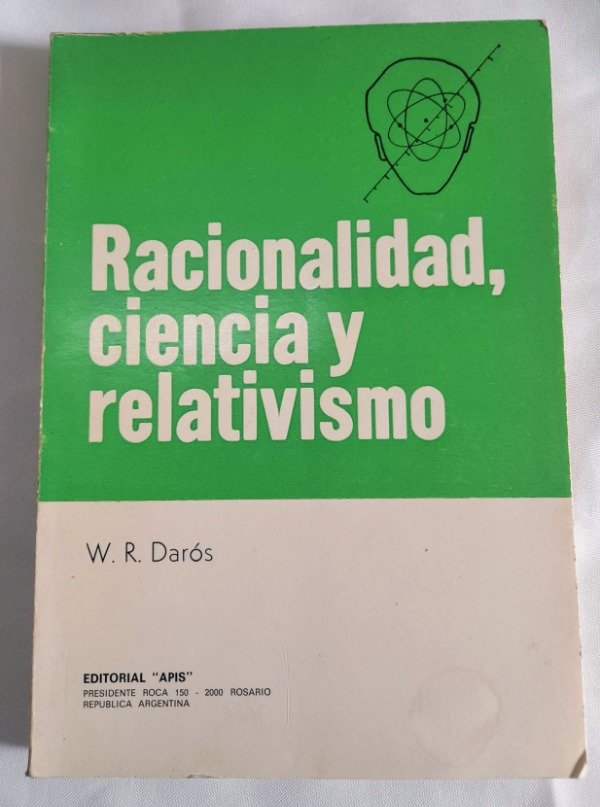 Racionalidad,
ciencia y
relativismo
W. R. Darós
EDITORIAL "APIS"
PRESIDENTE ROCA 150 - 2000 ROSARIO
REPUBLICA ARGENTINA